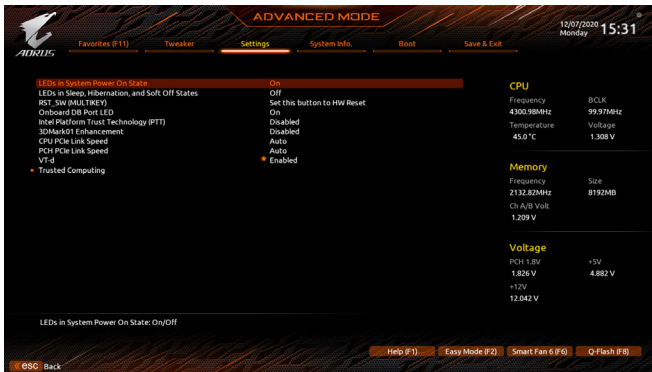 ADVANCED MODE
12/07/2020 Monday 15:31
AORUS
Favorites (F11) Tweaker Settings System Info. Boot Save & Exit
LEDs in System Power On State On
LEDs in Sleep, Hibernation, and Soft Off States Off
RST_SW (MULTIKEY) Set this button to HW Reset
Onboard DB Port LED On
Intel Platform Trust Technology (PTT) Disabled
3DMark01 Enhancement Disabled
CPU PCIe Link Speed Auto
PCH PCIe Link Speed Auto
VT-d Enabled
Trusted Computing
CPU
Frequency BCLK
4300.98MHz 99.97MHz
Temperature Voltage
45.0 °C 1.308 V
Memory
Frequency Size
2132.82MHz 8192MB
Ch A/B Volt
1.209 V
Voltage
PCH 1.8V +5V
1.826 V 4.882 V
+12V
12.042 V
LEDs in System Power On State: On/Off
Help (F1) Easy Mode (F2) Smart Fan 6 (F6) Q-Flash (F8)
esc Back